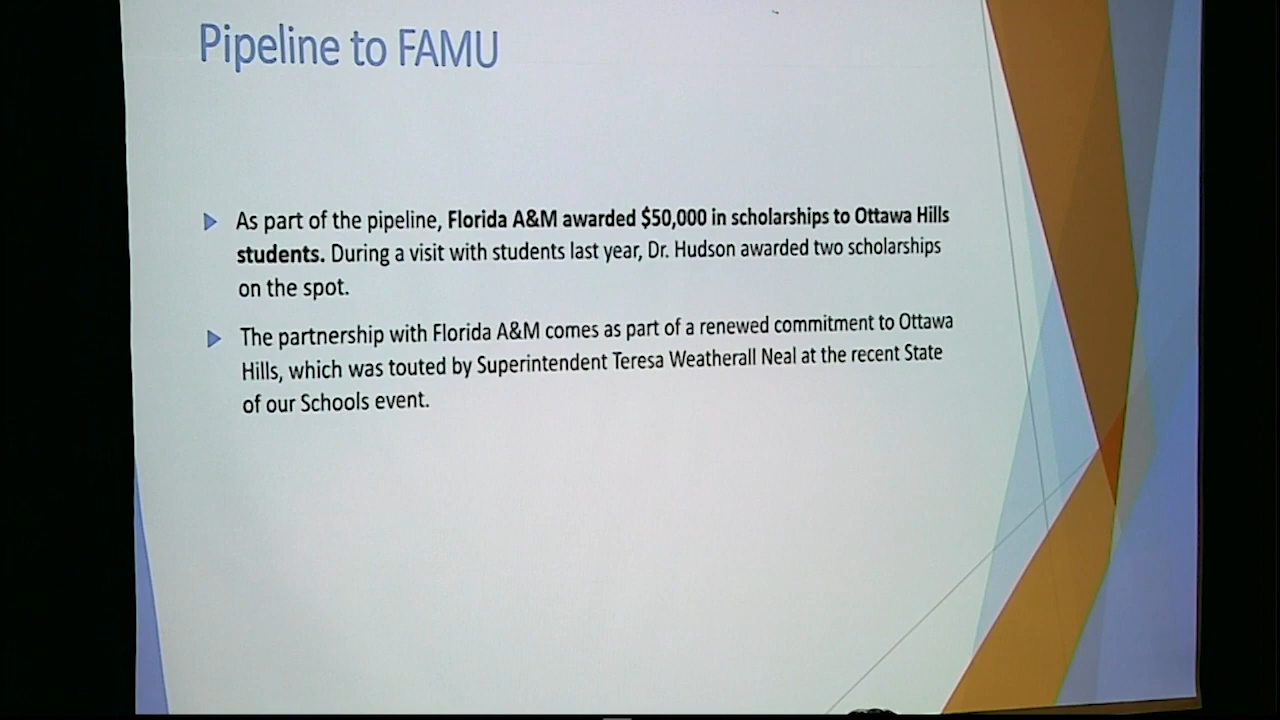 Pipeline to FAMU
As part of the pipeline, Florida A&M awarded $50,000 in scholarships to Ottawa Hills
students. During a visit with students last year, Dr. Hudson awarded two scholarships
on the spot.
The partnership with Florida A&M comes as part of a renewed commitment to Ottawa
Hills, which was touted by Superintendent Teresa Weatherall Neal at the recent State
of our Schools event.